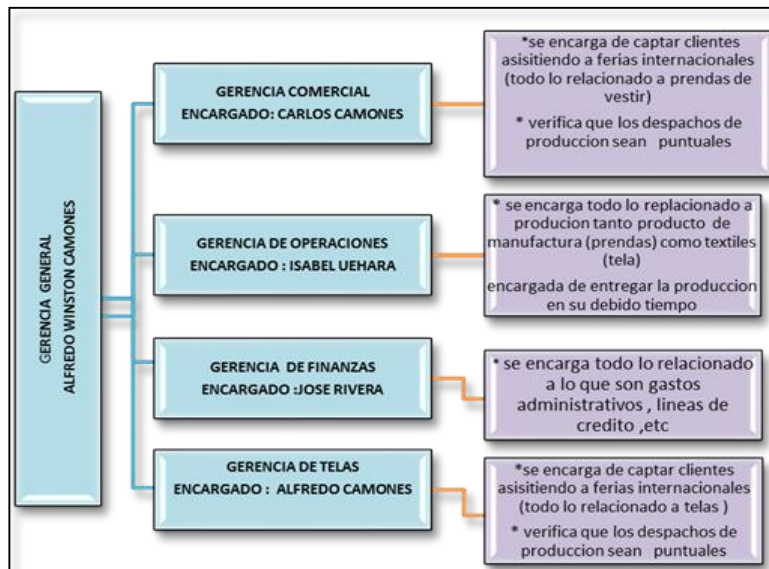 GERENCIA GENERAL
ALFREDO WINSTON CAMONES
GERENCIA COMERCIAL
ENCARGADO: CARLOS CAMONES
*se encarga de captar clientes
asisitiendo a ferias internacionales
(todo lo relacionado a prendas de
vestir)
* verifica que los despachos de
produccion sean puntuales
GERENCIA DE OPERACIONES
ENCARGADO : ISABEL UEHARA
* se encarga todo lo replacionado a
producion tanto producto de
manufactura (prendas) como textiles
(tela)
encargada de entregar la produccion
en su debido tiempo
GERENCIA DE FINANZAS
ENCARGADO :JOSE RIVERA
* se encarga todo lo relacionado
a lo que son gastos
administrativos , lineas de
credito ,etc
GERENCIA DE TELAS
ENCARGADO : ALFREDO CAMONES
*se encarga de captar clientes
asisitiendo a ferias internacionales
(todo lo relacionado a telas )
* verifica que los despachos de
produccion sean puntuales